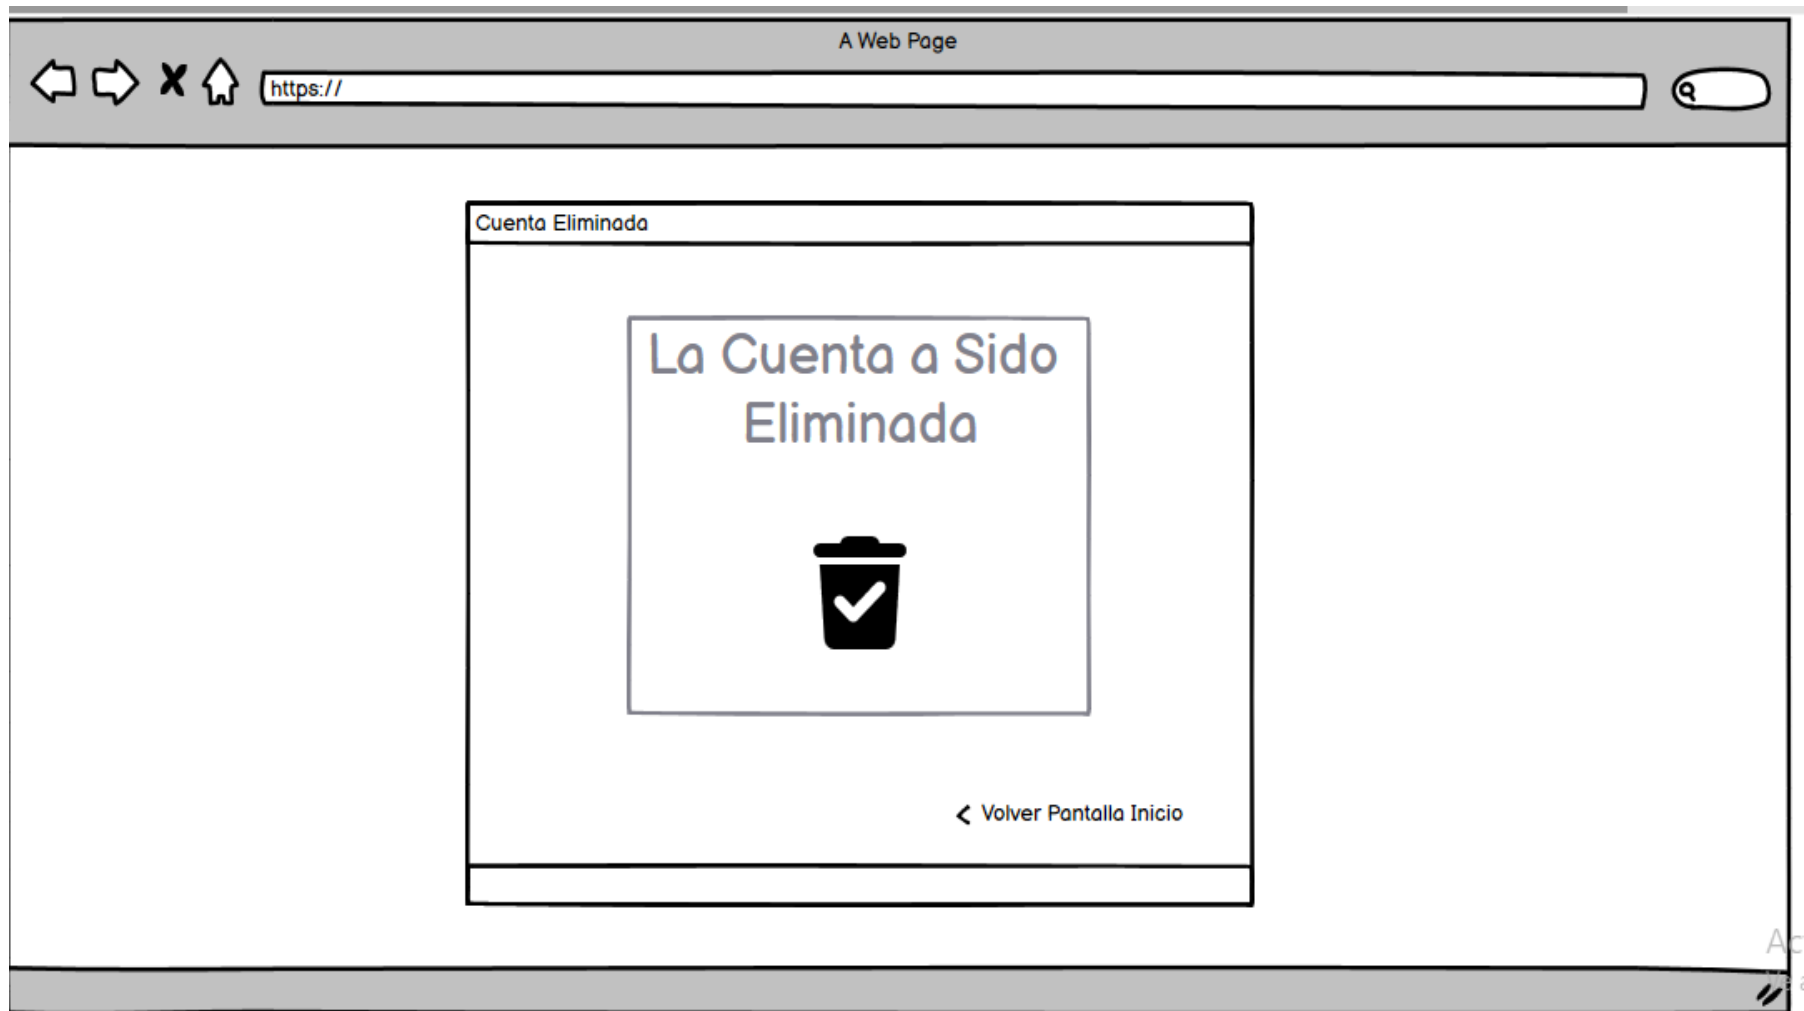 A Web Page
https://
Cuenta Eliminada
La Cuenta a Sido
Eliminada
Volver Pantalla Inicio